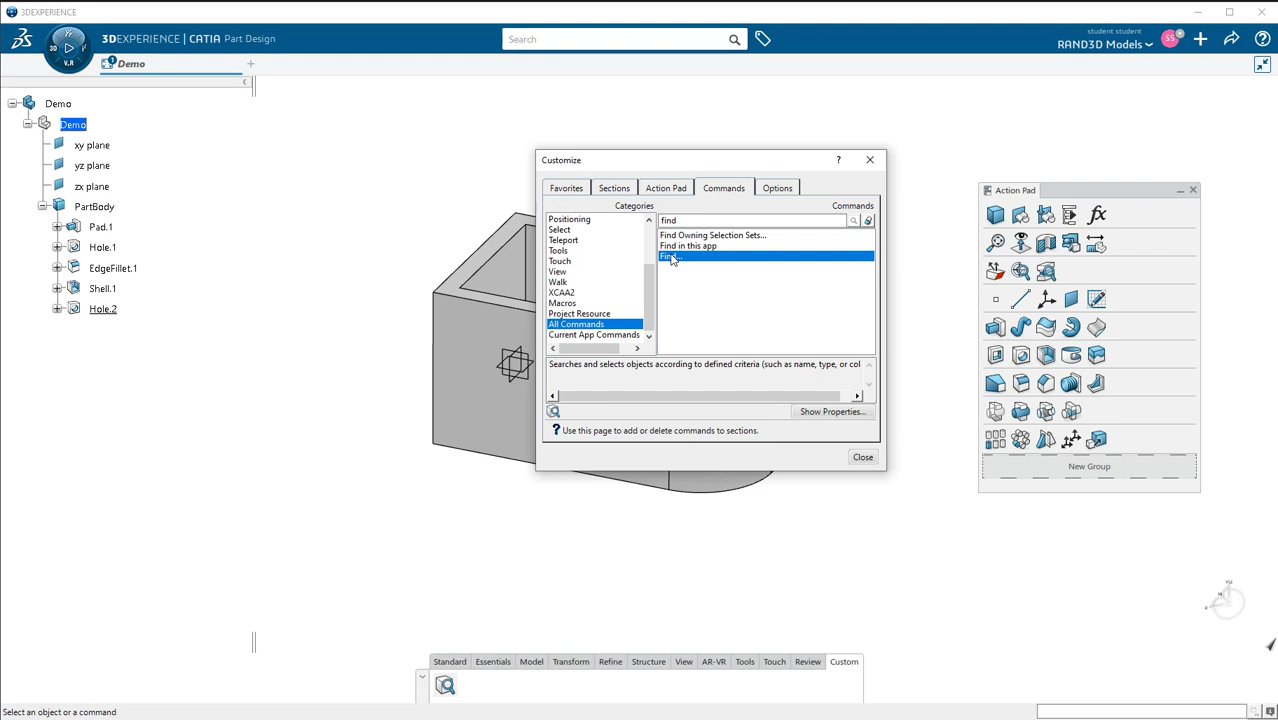 3DEXPERIENCE
3DEXPERIENCE | CATIA Part Design
Search
student student
RAND3D Models
SS
3D
V.R
Demo
+
Demo
Demo
xy plane
yz plane
zx plane
PartBody
Pad.1
Hole.1
EdgeFillet.1
Shell.1
Hole.2
Customize
?
Favorites
Sections
Action Pad
Commands
Options
Categories
Commands
Positioning
Select
Teleport
Tools
Touch
View
Walk
XCAA2
Macros
Project Resource
All Commands
Current App Commands
find
Find Owning Selection Sets...
Find in this app
Find...
Searches and selects objects according to defined criteria (such as name, type, or col
Show Properties...
? Use this page to add or delete commands to sections.
Close
Action Pad
fx
New Group
Standard
Essentials
Model
Transform
Refine
Structure
View
AR-VR
Tools
Touch
Review
Custom
Select an object or a command